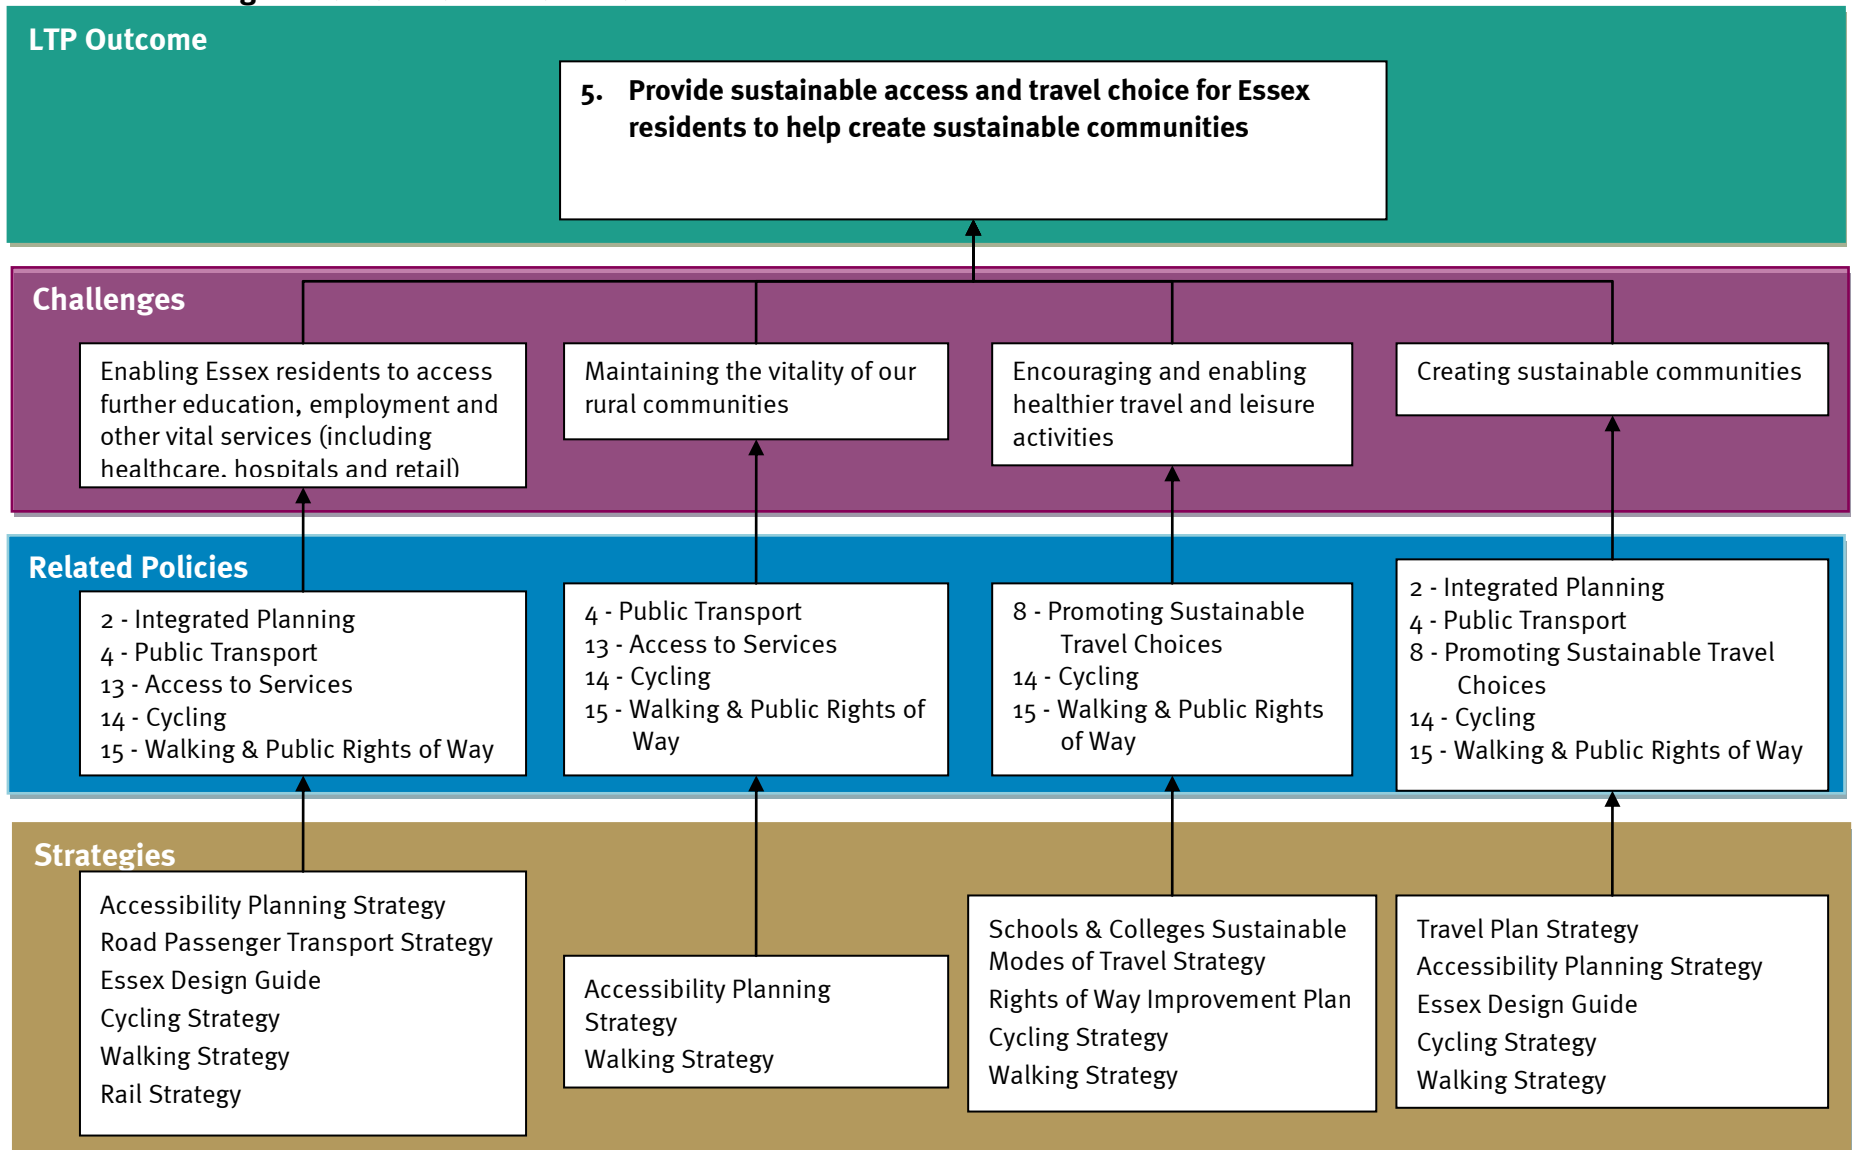 LTP Outcome
5. Provide sustainable access and travel choice for Essex
residents to help create sustainable communities
Challenges
Enabling Essex residents to access
further education, employment and
other vital services (including
healthcare, hospitals and retail)
Maintaining the vitality of our
rural communities
Encouraging and enabling
healthier travel and leisure
activities
Creating sustainable communities
Related Policies
2 - Integrated Planning
4 - Public Transport
13 - Access to Services
14 - Cycling
15 - Walking & Public Rights of Way
4 - Public Transport
13 - Access to Services
14 - Cycling
15 - Walking & Public Rights of
Way
8 - Promoting Sustainable
Travel Choices
14 - Cycling
15 - Walking & Public Rights
of Way
2 - Integrated Planning
4 - Public Transport
8 - Promoting Sustainable Travel
Choices
14 - Cycling
15 - Walking & Public Rights of Way
Strategies
Accessibility Planning Strategy
Road Passenger Transport Strategy
Essex Design Guide
Cycling Strategy
Walking Strategy
Rail Strategy
Accessibility Planning
Strategy
Walking Strategy
Schools & Colleges Sustainable
Modes of Travel Strategy
Rights of Way Improvement Plan
Cycling Strategy
Walking Strategy
Travel Plan Strategy
Accessibility Planning Strategy
Essex Design Guide
Cycling Strategy
Walking Strategy